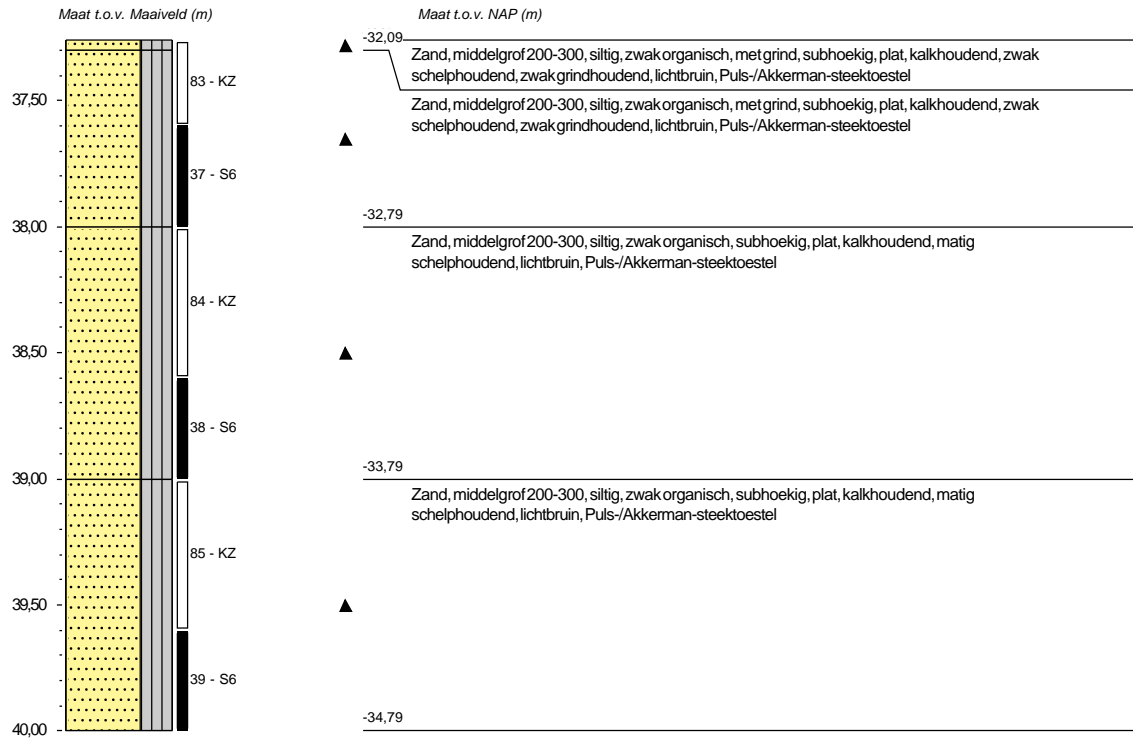 Maat t.o.v. Maaiveld (m)
Maat t.o.v. NAP (m)
-32,09
Zand, middelgrof 200-300, siltig, zwak organisch, met grind, subhoekig, plat, kalkhoudend, zwak
schelphoudend, zwak grindhoudend, lichtbruin, Puls-/Akkerman-steektoestel
83 - KZ
37,50
Zand, middelgrof 200-300, siltig, zwak organisch, met grind, subhoekig, plat, kalkhoudend, zwak
schelphoudend, zwak grindhoudend, lichtbruin, Puls-/Akkerman-steektoestel
37 - S6
38,00
-32,79
Zand, middelgrof 200-300, siltig, zwak organisch, subhoekig, plat, kalkhoudend, matig
schelphoudend, lichtbruin, Puls-/Akkerman-steektoestel
84 - KZ
38,50
38 - S6
39,00
-33,79
Zand, middelgrof 200-300, siltig, zwak organisch, subhoekig, plat, kalkhoudend, matig
schelphoudend, lichtbruin, Puls-/Akkerman-steektoestel
85 - KZ
39,50
39 - S6
40,00
-34,79